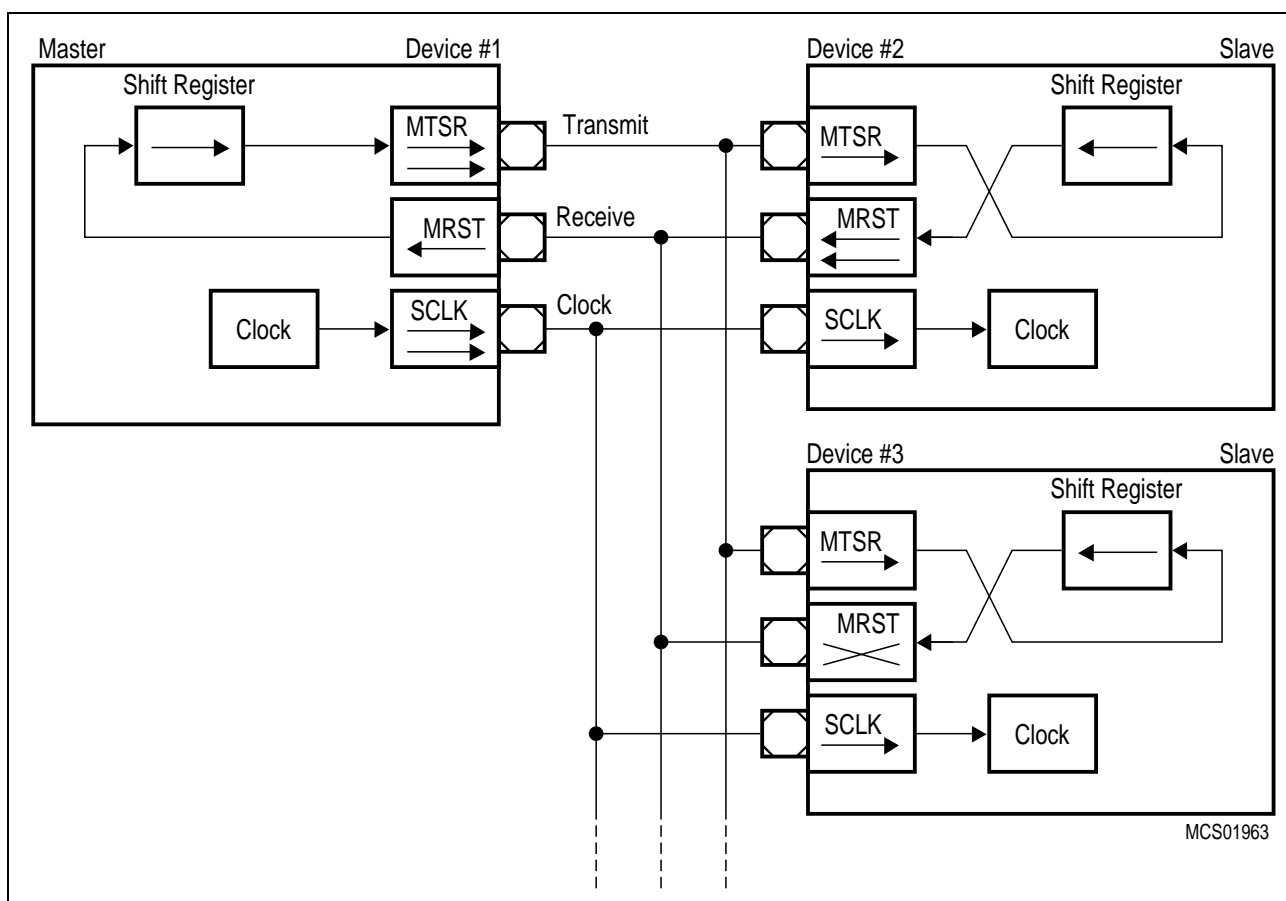 Master Device #1
Shift Register
MTSR
Transmit
MRST
Receive
Clock
SCLK
Clock
Device #2 Slave
Shift Register
MTSR
MRST
SCLK
Clock
Device #3 Slave
Shift Register
MTSR
MRST
SCLK
Clock
MCS01963